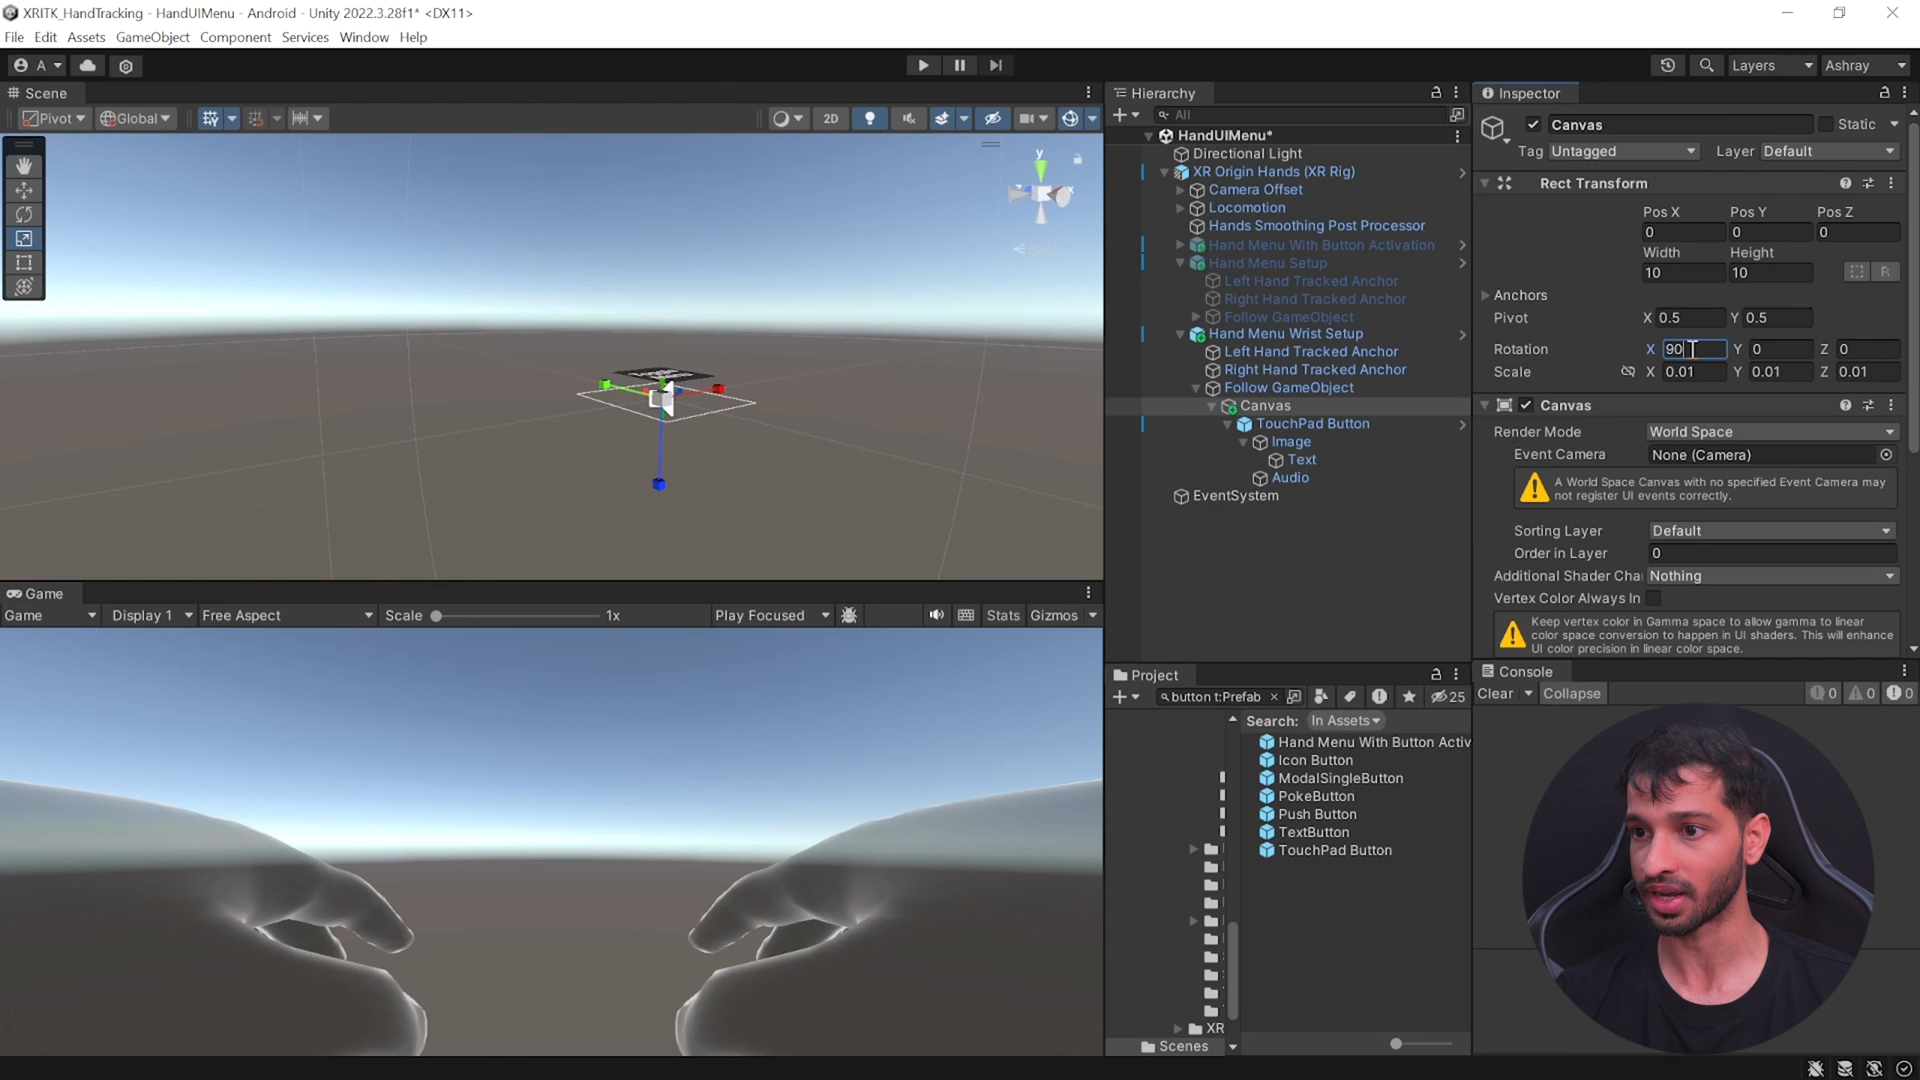 XRITK_HandTracking - HandUIMenu - Android - Unity 2022.3.28f1* <DX11>
File Edit Assets GameObject Component Services Window Help
A
Layers
Ashray
Scene
Pivot
Global
2D
y
x
Game
Game
Display 1
Free Aspect
Scale
1x
Play Focused
Stats
Gizmos
Hierarchy
All
HandUIMenu*
Directional Light
XR Origin Hands (XR Rig)
Camera Offset
Locomotion
Hands Smoothing Post Processor
Hand Menu With Button Activation
Hand Menu Setup
Left Hand Tracked Anchor
Right Hand Tracked Anchor
Follow GameObject
Hand Menu Wrist Setup
Left Hand Tracked Anchor
Right Hand Tracked Anchor
Follow GameObject
Canvas
TouchPad Button
Image
Text
Audio
EventSystem
Project
button t:Prefab
25
Search: In Assets
Hand Menu With Button Activ
Icon Button
ModalSingleButton
PokeButton
Push Button
TextButton
TouchPad Button
XR
Scenes
Inspector
Canvas
Static
Tag Untagged Layer Default
Rect Transform
Pos X Pos Y Pos Z
0 0 0
Width Height
10 10
R
Anchors
Pivot X 0.5 Y 0.5
Rotation X 90 Y 0 Z 0
Scale X 0.01 Y 0.01 Z 0.01
Canvas
Render Mode World Space
Event Camera None (Camera)
A World Space Canvas with no specified Event Camera may
not register UI events correctly.
Sorting Layer Default
Order in Layer 0
Additional Shader Cha Nothing
Vertex Color Always In
Keep vertex color in Gamma space to allow gamma to linear
color space conversion to happen in UI shaders. This will enhance
UI color precision in linear color space.
Console
Clear Collapse 0 0 0